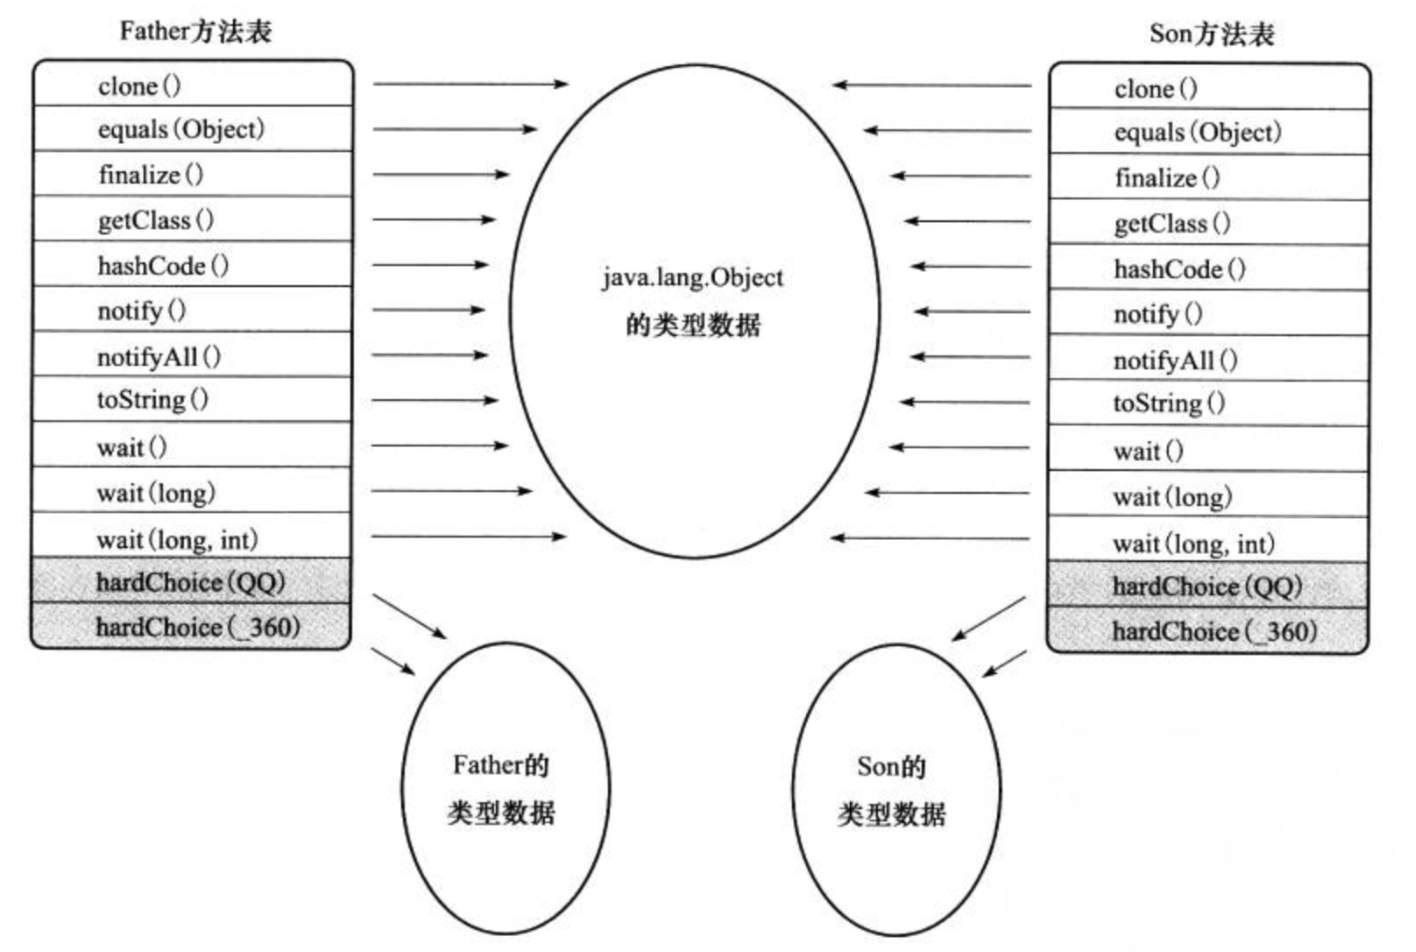 Father方法表
clone()
equals(Object)
finalize()
getClass()
hashCode()
notify()
notifyAll()
toString()
wait()
wait(long)
wait(long, int)
hardChoice(QQ)
hardChoice(_360)
java.lang.Object
的类型数据
Son方法表
clone()
equals(Object)
finalize()
getClass()
hashCode()
notify()
notifyAll()
toString()
wait()
wait(long)
wait(long, int)
hardChoice(QQ)
hardChoice(_360)
Father的
类型数据
Son的
类型数据